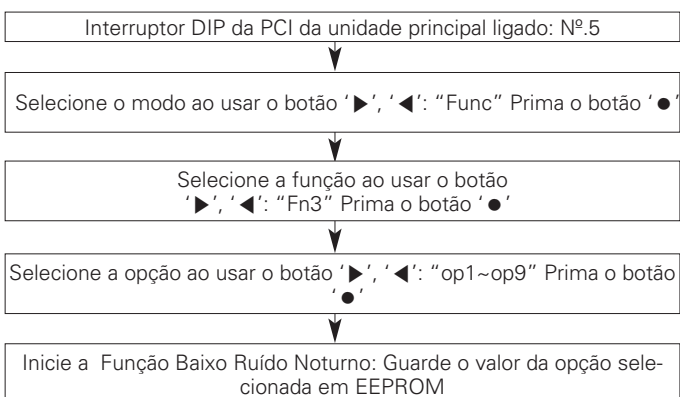 Interruptor DIP da PCI da unidade principal ligado: Nº.5
Selecione o modo ao usar o botão ‘▶’, ‘◀’: “Func” Prima o botão ‘●’
Selecione a função ao usar o botão
‘▶’, ‘◀’: “Fn3” Prima o botão ‘●’
Selecione a opção ao usar o botão ‘▶’, ‘◀’: “op1~op9” Prima o botão
‘●’
Inicie a Função Baixo Ruído Noturno: Guarde o valor da opção sele-
cionada em EEPROM